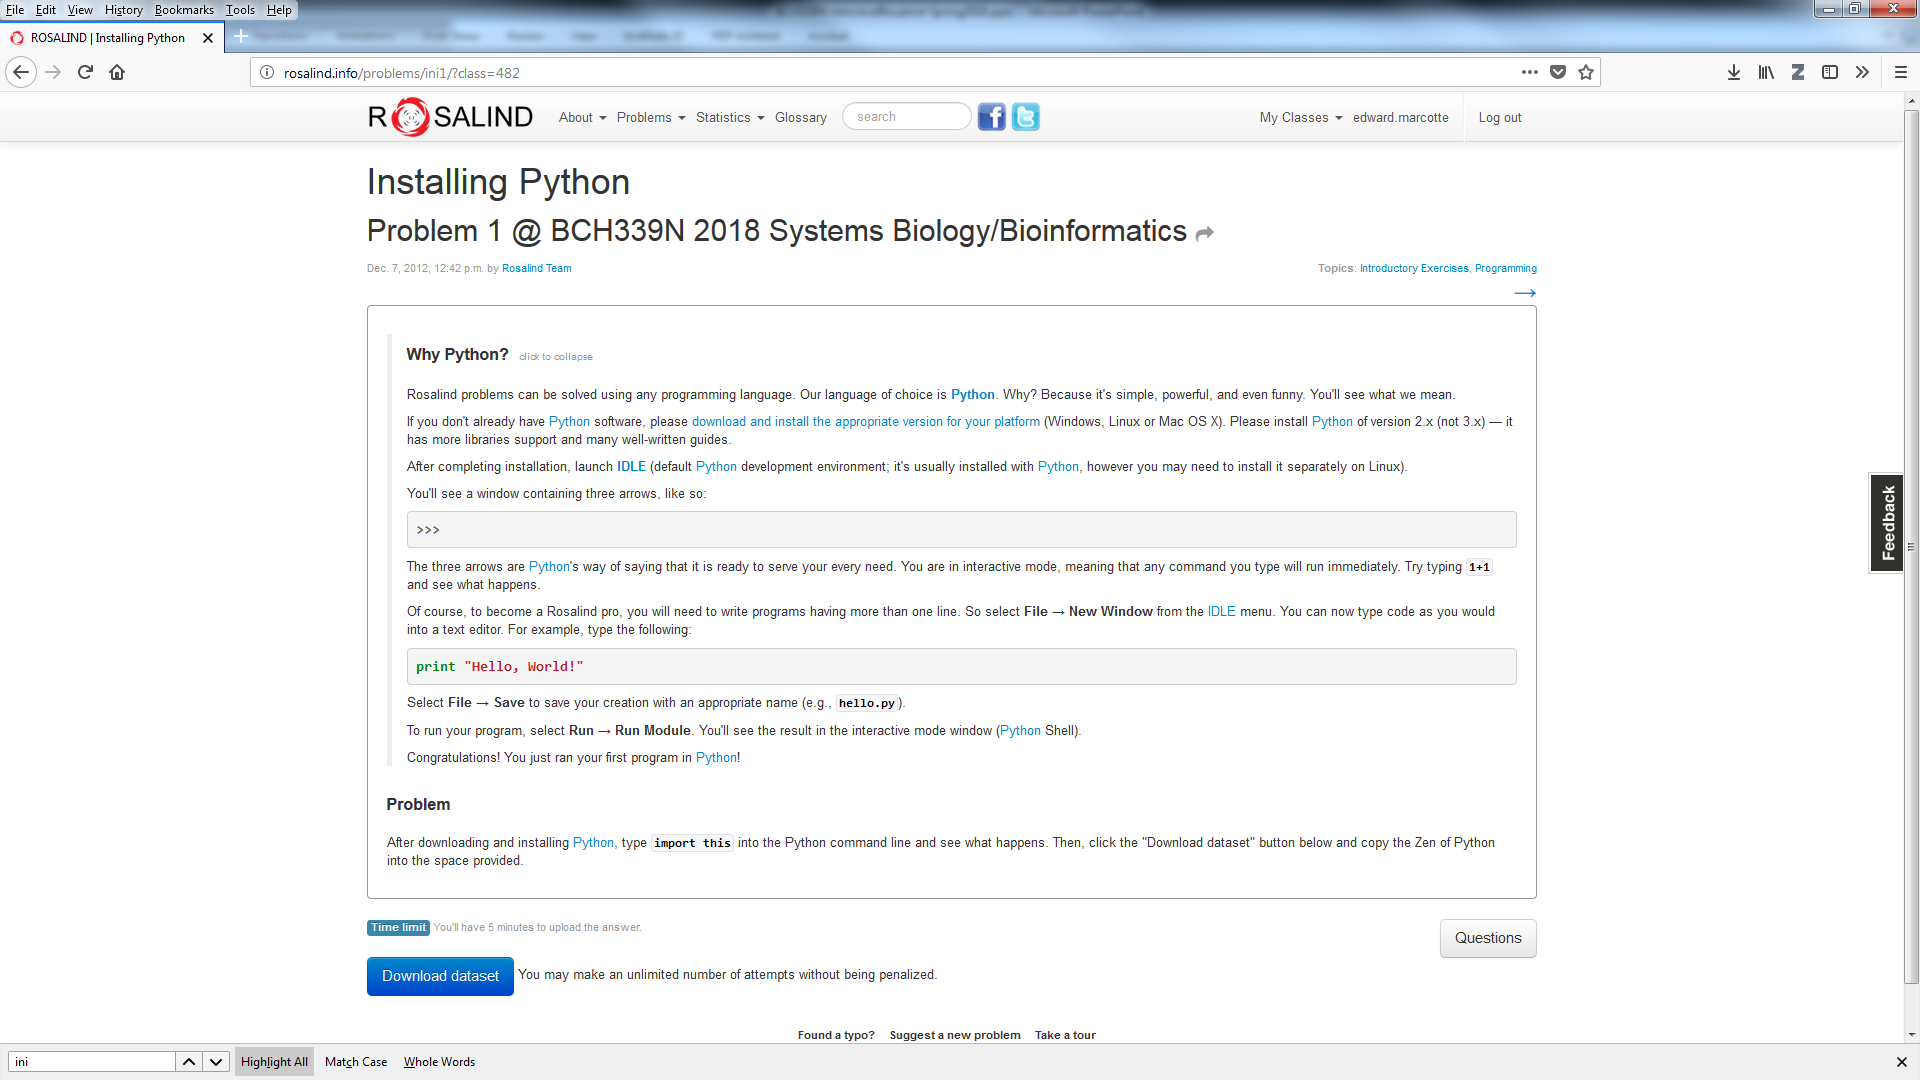 File Edit View History Bookmarks Tools Help
ROSALIND | Installing Python
rosalind.info/problems/ini1/?class=482
ROSALIND About Problems Statistics Glossary search My Classes edward.marcotte Log out
Installing Python
Problem 1 @ BCH339N 2018 Systems Biology/Bioinformatics
Dec. 7, 2012, 12:42 p.m. by Rosalind Team Topics: Introductory Exercises, Programming
→
Why Python? click to collapse
Rosalind problems can be solved using any programming language. Our language of choice is Python. Why? Because it's simple, powerful, and even funny. You'll see what we mean.
If you don't already have Python software, please download and install the appropriate version for your platform (Windows, Linux or Mac OS X). Please install Python of version 2.x (not 3.x) — it
has more libraries support and many well-written guides.
After completing installation, launch IDLE (default Python development environment; it's usually installed with Python, however you may need to install it separately on Linux).
You'll see a window containing three arrows, like so:
>>>
The three arrows are Python's way of saying that it is ready to serve your every need. You are in interactive mode, meaning that any command you type will run immediately. Try typing 1+1
and see what happens.
Of course, to become a Rosalind pro, you will need to write programs having more than one line. So select File → New Window from the IDLE menu. You can now type code as you would
into a text editor. For example, type the following:
print "Hello, World!"
Select File → Save to save your creation with an appropriate name (e.g., hello.py).
To run your program, select Run → Run Module. You'll see the result in the interactive mode window (Python Shell).
Congratulations! You just ran your first program in Python!
Problem
After downloading and installing Python, type import this into the Python command line and see what happens. Then, click the "Download dataset" button below and copy the Zen of Python
into the space provided.
Time limit You'll have 5 minutes to upload the answer.
Questions
Download dataset You may make an unlimited number of attempts without being penalized.
Found a typo? Suggest a new problem Take a tour
Feedback
ini Highlight All Match Case Whole Words